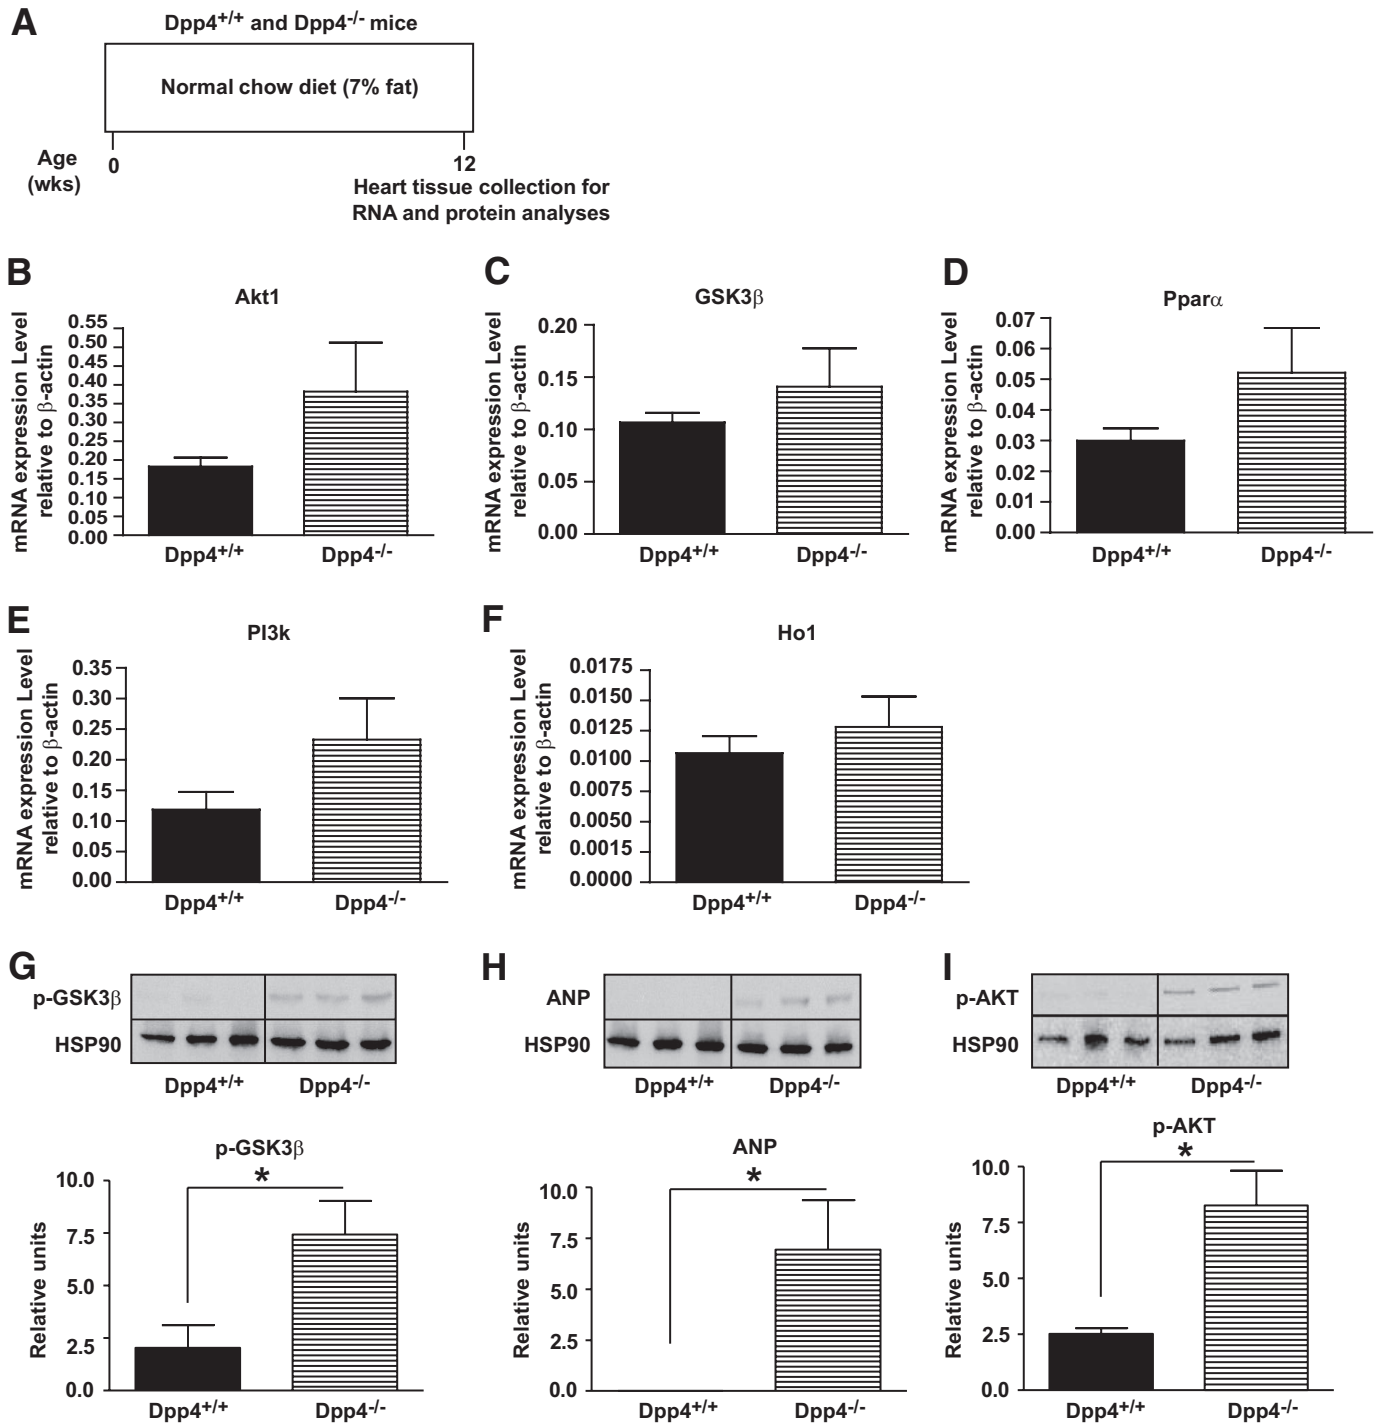 A
Dpp4+/+ and Dpp4-/- mice
Normal chow diet (7% fat)
Age
(wks)
0
12
Heart tissue collection for
RNA and protein analyses
B
Akt1
mRNA expression Level
relative to β-actin
0.55
0.50
0.45
0.40
0.35
0.30
0.25
0.20
0.15
0.10
0.05
0.00
Dpp4+/+
Dpp4-/-
C
GSK3β
mRNA expression Level
relative to β-actin
0.20
0.15
0.10
0.05
0.00
Dpp4+/+
Dpp4-/-
D
Pparα
mRNA expression Level
relative to β-actin
0.07
0.06
0.05
0.04
0.03
0.02
0.01
0.00
Dpp4+/+
Dpp4-/-
E
PI3k
mRNA expression Level
relative to β-actin
0.35
0.30
0.25
0.20
0.15
0.10
0.05
0.00
Dpp4+/+
Dpp4-/-
F
Ho1
mRNA expression Level
relative to β-actin
0.0175
0.0150
0.0125
0.0100
0.0075
0.0050
0.0015
0.0000
Dpp4+/+
Dpp4-/-
G
p-GSK3β
HSP90
Dpp4+/+
Dpp4-/-
p-GSK3β
*
Relative units
10.0
7.5
5.0
2.5
0.0
Dpp4+/+
Dpp4-/-
H
ANP
HSP90
Dpp4+/+
Dpp4-/-
ANP
*
Relative units
10.0
7.5
5.0
2.5
0.0
Dpp4+/+
Dpp4-/-
I
p-AKT
HSP90
Dpp4+/+
Dpp4-/-
p-AKT
*
Relative units
10.0
7.5
5.0
2.5
0.0
Dpp4+/+
Dpp4-/-